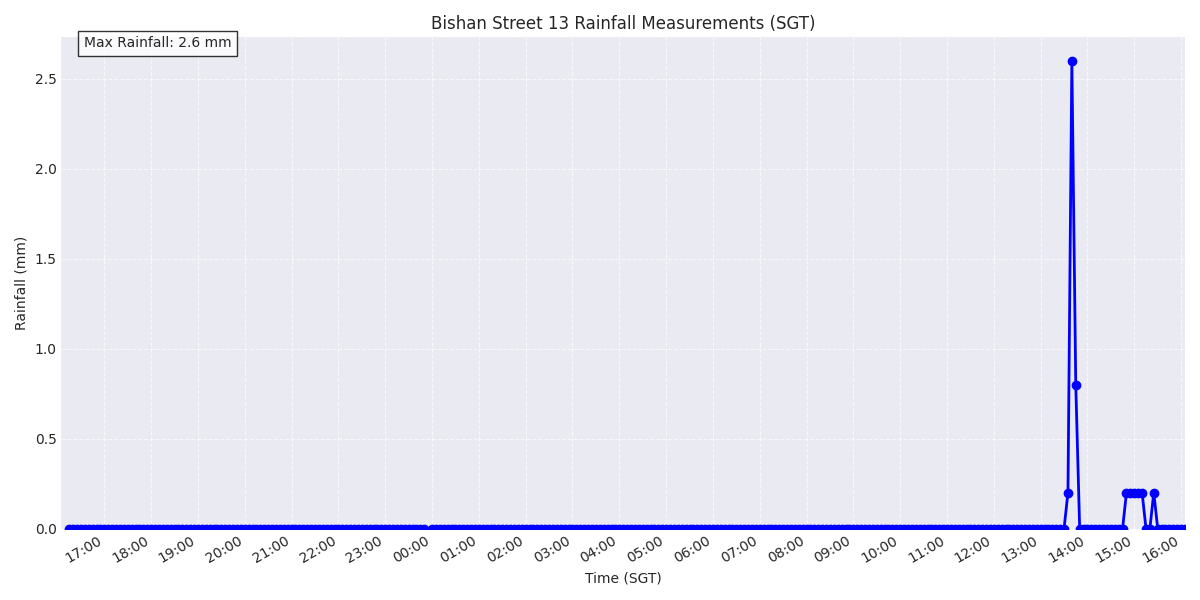 Bishan Street 13 Rainfall Measurements (SGT)
Max Rainfall: 2.6 mm
Rainfall (mm)
2.5
2.0
1.5
1.0
0.5
0.0
17:00 18:00 19:00 20:00 21:00 22:00 23:00 00:00 01:00 02:00 03:00 04:00 05:00 06:00 07:00 08:00 09:00 10:00 11:00 12:00 13:00 14:00 15:00 16:00
Time (SGT)